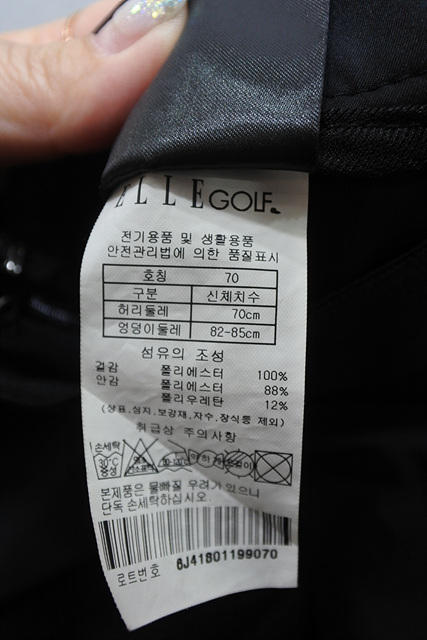 ELLE GOLF
전기용품 및 생활용품
안전관리법에 의한 품질표시
호칭 70
구분 신체치수
허리둘레 70cm
엉덩이둘레 82-85cm
섬유의 조성
겉감 폴리에스터 100%
안감 폴리에스터 88%
폴리우레탄 12%
(상표,심지,보강재,자수,장식등 제외)
취급상 주의사항
손세탁
30℃
중성
본제품은 물빠질 우려가 있으니
단독 손세탁하십시오.
로트번호 6J41801199070